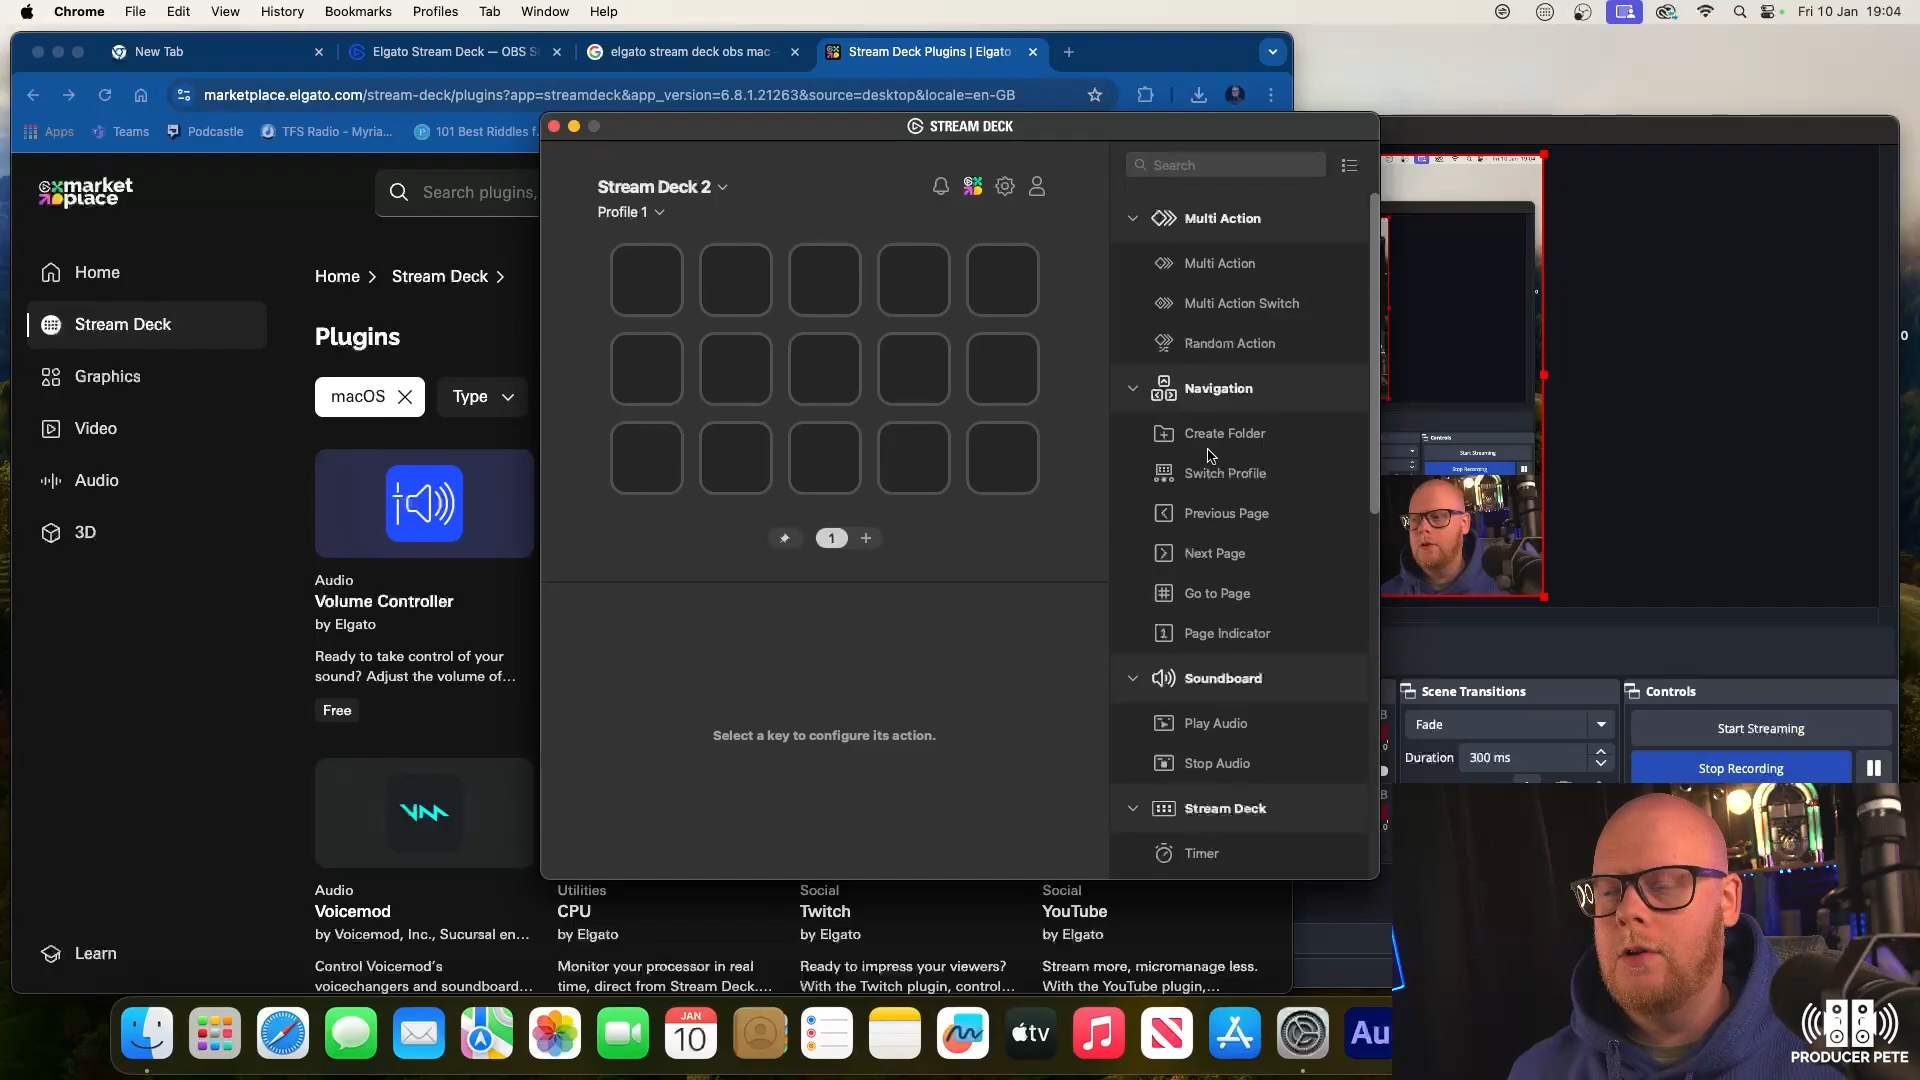 Chrome File Edit View History Bookmarks Profiles Tab Window Help Fri 10 Jan 19:04
New Tab
Elgato Stream Deck — OBS S
elgato stream deck obs mac
Stream Deck Plugins | Elgato
marketplace.elgato.com/stream-deck/plugins?app=streamdeck&app_version=6.8.1.21263&source=desktop&locale=en-GB
Apps Teams Podcastle TFS Radio - Myria... 101 Best Riddles f
market
place
Search plugins,
Home
Stream Deck
Graphics
Video
Audio
3D
Learn
Home > Stream Deck >
Plugins
macOS
Type
Audio
Volume Controller
by Elgato
Ready to take control of your
sound? Adjust the volume of...
Free
Audio
Voicemod
by Voicemod, Inc., Sucursal en...
Control Voicemod's
voicechangers and soundboard...
Utilities
CPU
by Elgato
Monitor your processor in real
time, direct from Stream Deck....
Social
Twitch
by Elgato
Ready to impress your viewers?
With the Twitch plugin, control...
Social
YouTube
by Elgato
Stream more, micromanage less.
With the YouTube plugin,...
STREAM DECK
Stream Deck 2
Profile 1
1
Select a key to configure its action.
Search
Multi Action
Multi Action
Multi Action Switch
Random Action
Navigation
Create Folder
Switch Profile
Previous Page
Next Page
Go to Page
1
Page Indicator
Soundboard
Play Audio
Stop Audio
Stream Deck
Timer
Controls
Start Streaming
Stop Recording
Scene Transitions
Fade
Duration 300 ms
Controls
Start Streaming
Stop Recording
JAN
10
tv
Au
PRODUCER PETE